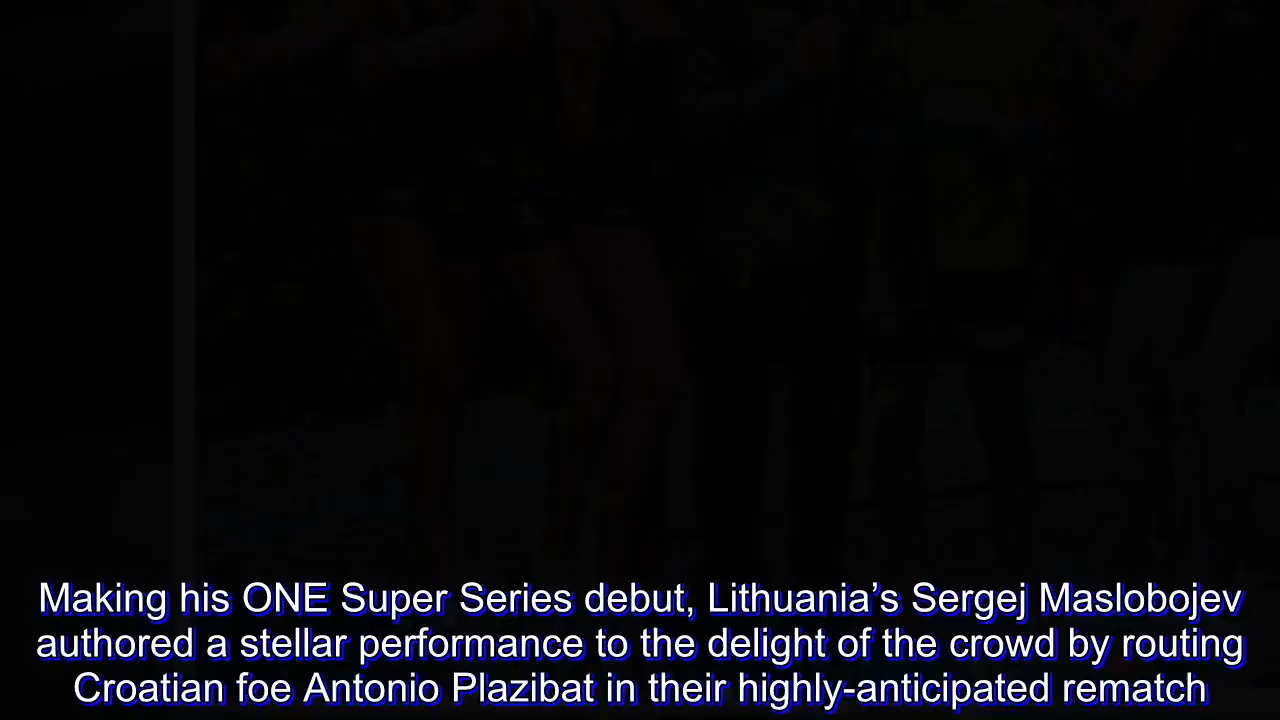 Making his ONE Super Series debut, Lithuania’s Sergej Maslobojev
authored a stellar performance to the delight of the crowd by routing
Croatian foe Antonio Plazibat in their highly-anticipated rematch